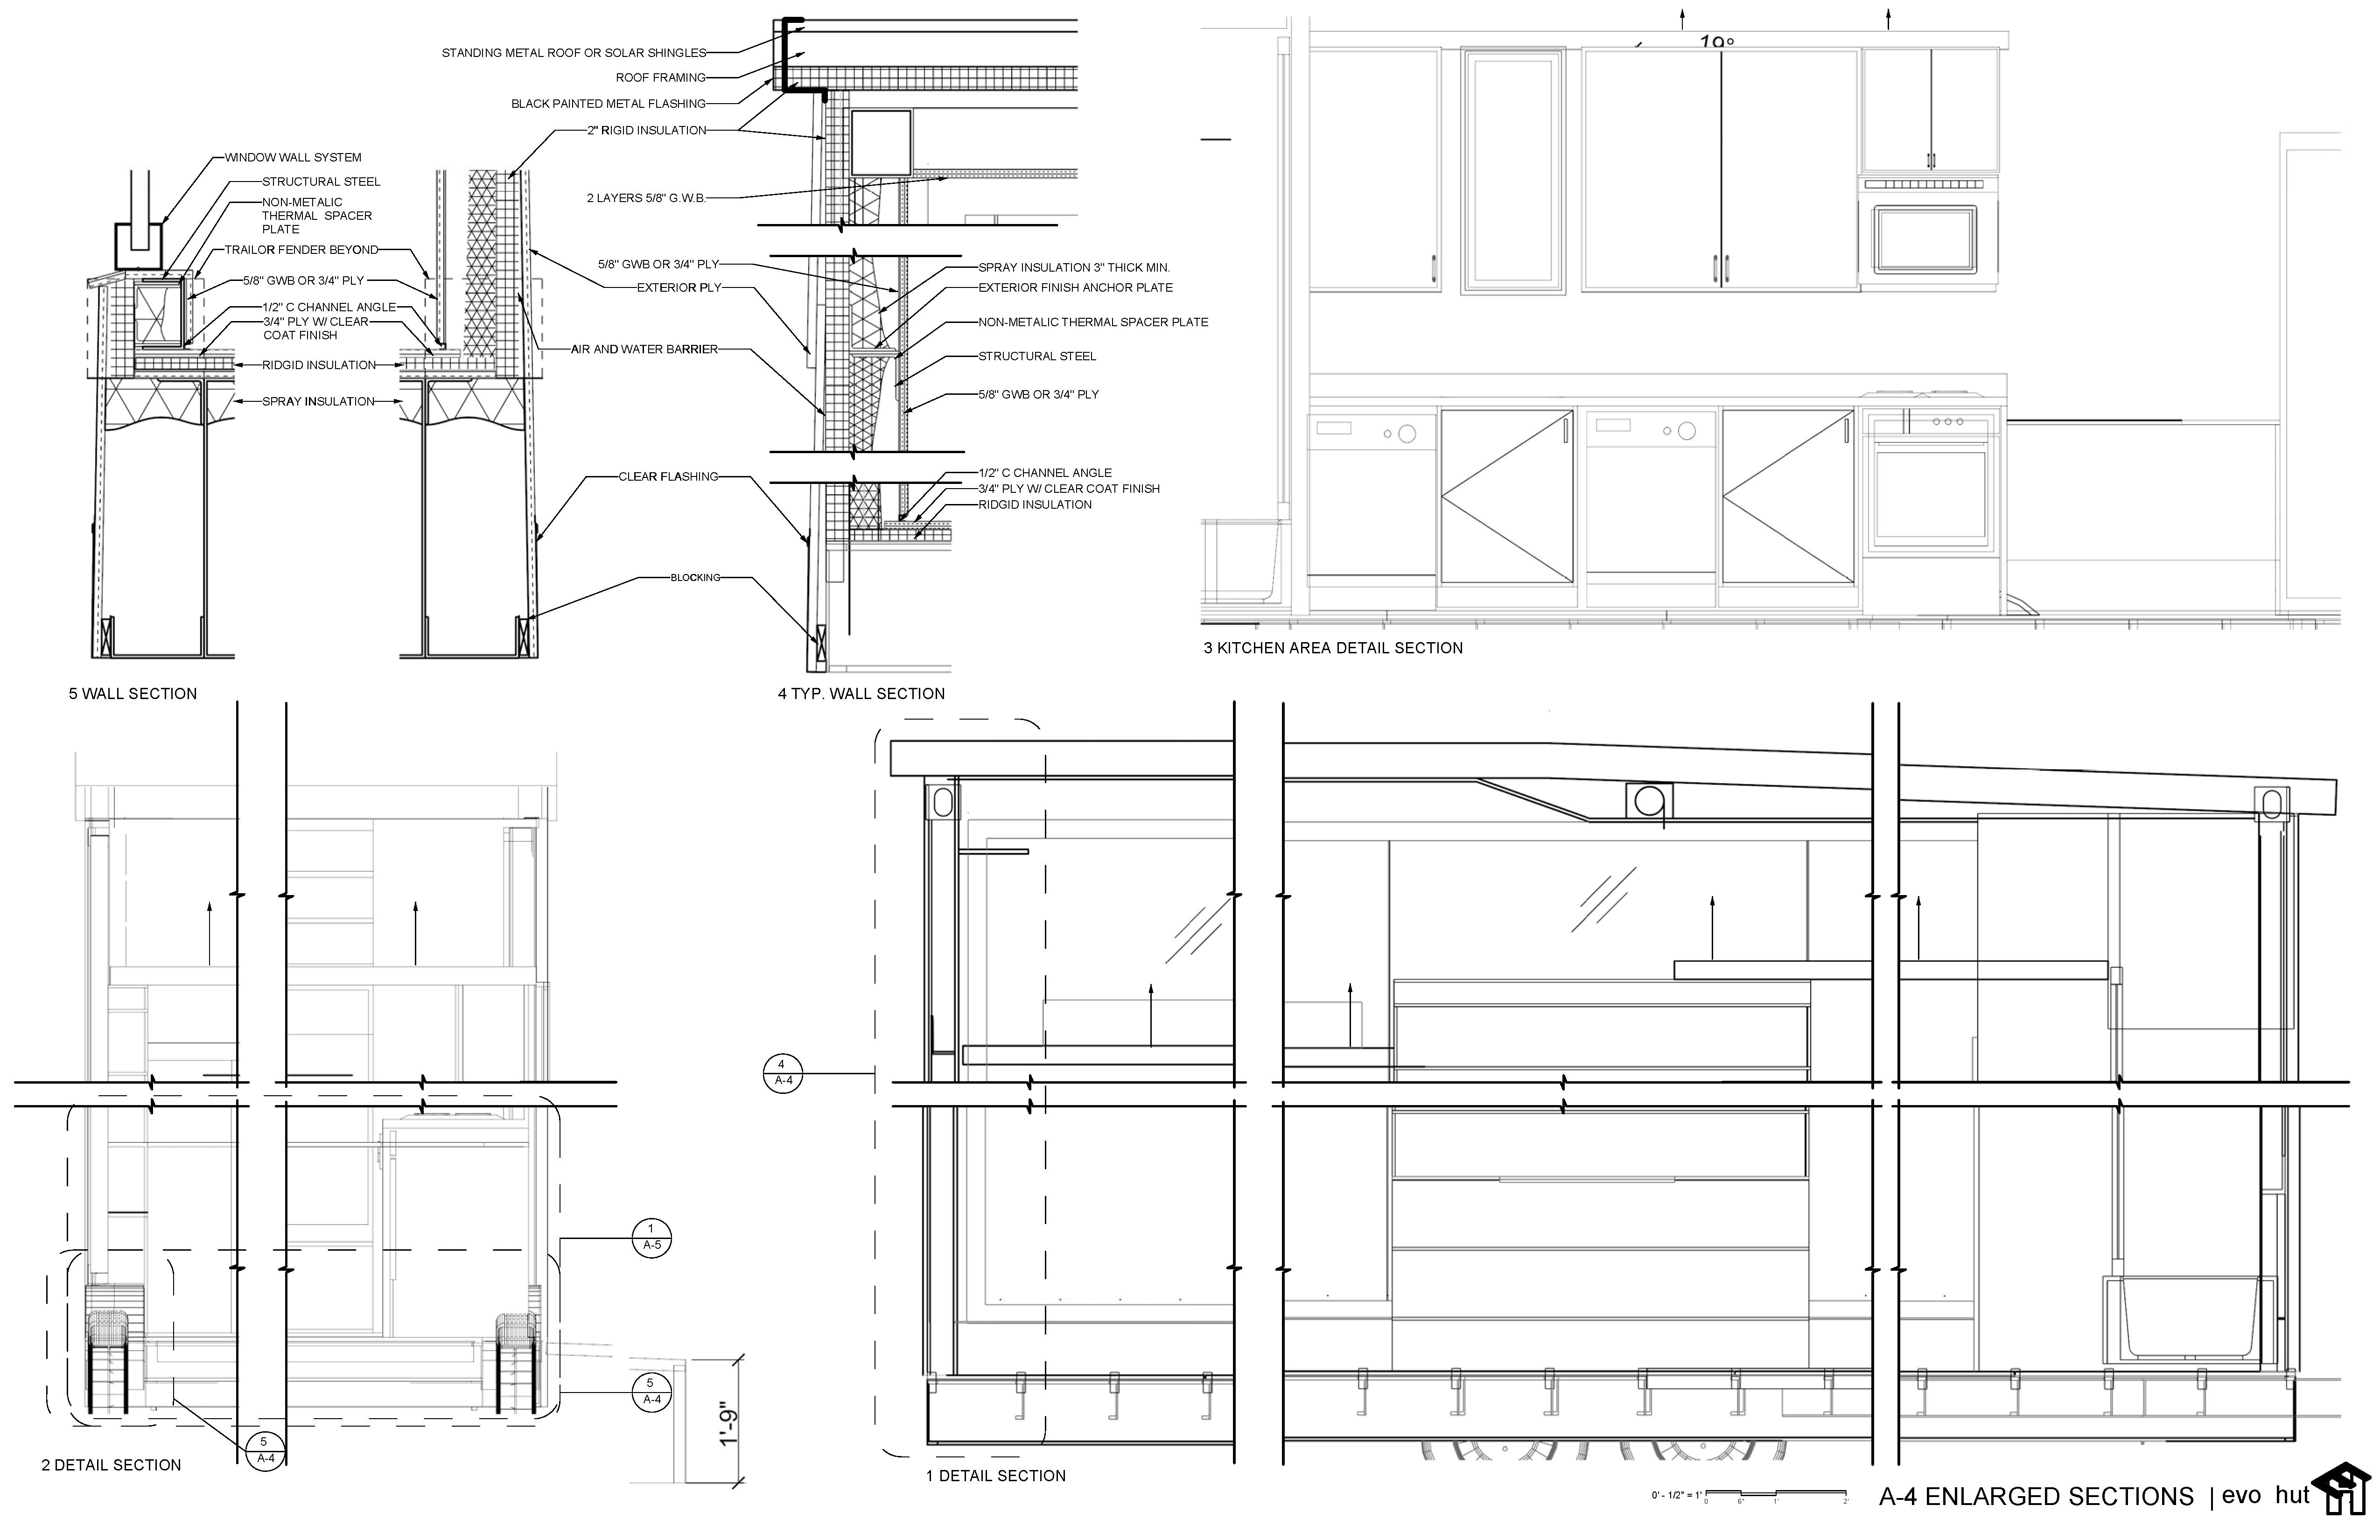 STANDING METAL ROOF OR SOLAR SHINGLES
ROOF FRAMING
BLACK PAINTED METAL FLASHING
2" RIGID INSULATION
WINDOW WALL SYSTEM
STRUCTURAL STEEL
NON-METALIC
THERMAL SPACER
PLATE
2 LAYERS 5/8" G.W.B.
TRAILOR FENDER BEYOND
5/8" GWB OR 3/4" PLY
1/2" C CHANNEL ANGLE
3/4" PLY W/ CLEAR
COAT FINISH
RIDGID INSULATION
SPRAY INSULATION
5/8" GWB OR 3/4" PLY
EXTERIOR PLY
AIR AND WATER BARRIER
CLEAR FLASHING
BLOCKING
SPRAY INSULATION 3" THICK MIN.
EXTERIOR FINISH ANCHOR PLATE
NON-METALIC THERMAL SPACER PLATE
STRUCTURAL STEEL
5/8" GWB OR 3/4" PLY
1/2" C CHANNEL ANGLE
3/4" PLY W/ CLEAR COAT FINISH
RIDGID INSULATION
5 WALL SECTION
4 TYP. WALL SECTION
3 KITCHEN AREA DETAIL SECTION
4
A-4
1
A-5
5
A-4
5
A-4
1'-9"
2 DETAIL SECTION
1 DETAIL SECTION
0' - 1/2" = 1'
0 6" 1' 2'
A-4 ENLARGED SECTIONS | evo hut